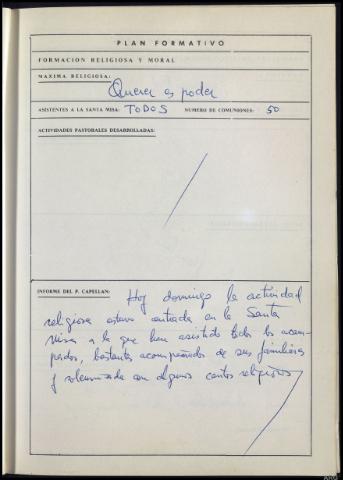 PLAN FORMATIVO
FORMACION RELIGIOSA Y MORAL
MAXIMA RELIGIOSA:
Querer es poder
ASISTENTES A LA SANTA MISA: TODOS NUMERO DE COMUNIONES: 50
ACTIVIDADES PASTORALES DESARROLLADAS:
INFORME DEL P. CAPELLAN: Hoy domingo la actividad
religiosa estuvo centrada en la Santa
Misa a la que han asistido todos los acam-
pados, bastantes acompañados de sus familiares
y solemnizada con algunos cantos religiosos